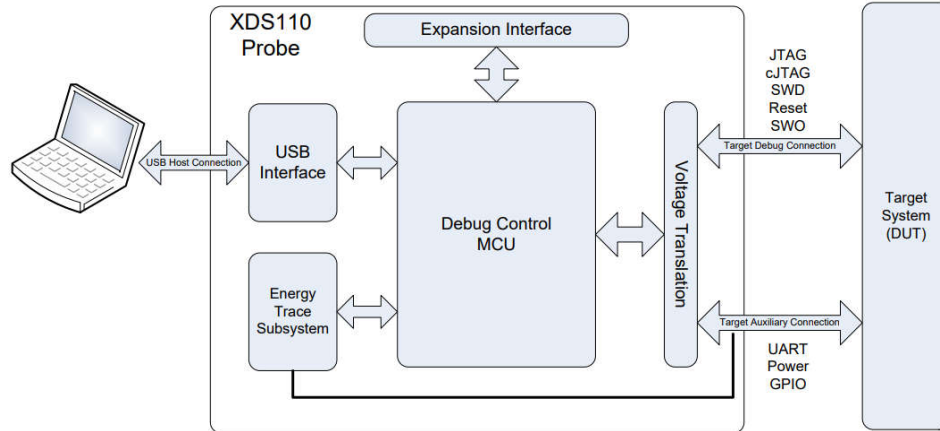 XDS110
Probe
Expansion Interface
JTAG
cJTAG
SWD
Reset
SWO
USB Host Connection
USB
Interface
Target Debug Connection
Debug Control
MCU
Voltage Translation
Target
System
(DUT)
Energy
Trace
Subsystem
Target Auxiliary Connection
UART
Power
GPIO